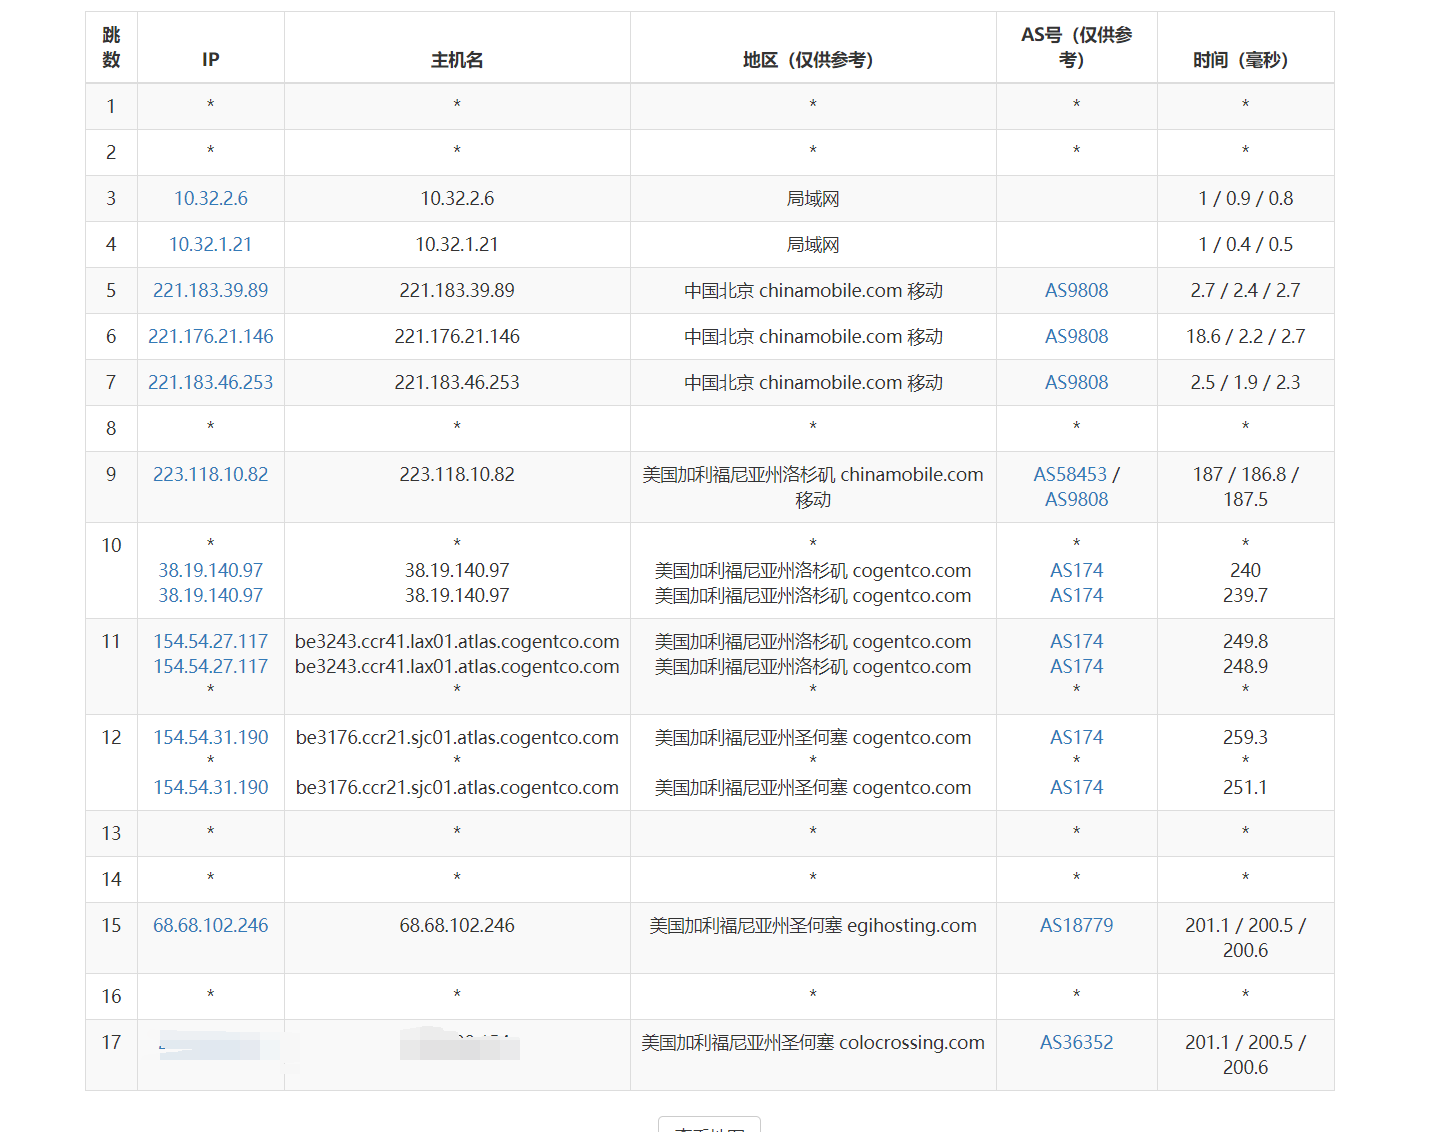 跳数 IP 主机名 地区（仅供参考） AS号（仅供参考） 时间（毫秒）
1 * * * * *
2 * * * * *
3 10.32.2.6 10.32.2.6 局域网 1 / 0.9 / 0.8
4 10.32.1.21 10.32.1.21 局域网 1 / 0.4 / 0.5
5 221.183.39.89 221.183.39.89 中国北京 chinamobile.com 移动 AS9808 2.7 / 2.4 / 2.7
6 221.176.21.146 221.176.21.146 中国北京 chinamobile.com 移动 AS9808 18.6 / 2.2 / 2.7
7 221.183.46.253 221.183.46.253 中国北京 chinamobile.com 移动 AS9808 2.5 / 1.9 / 2.3
8 * * * * *
9 223.118.10.82 223.118.10.82 美国加利福尼亚州洛杉矶 chinamobile.com AS58453 / 187 / 186.8 /
移动 AS9808 187.5
10 * * * * *
38.19.140.97 38.19.140.97 美国加利福尼亚州洛杉矶 cogentco.com AS174 240
38.19.140.97 38.19.140.97 美国加利福尼亚州洛杉矶 cogentco.com AS174 239.7
11 154.54.27.117 be3243.ccr41.lax01.atlas.cogentco.com 美国加利福尼亚州洛杉矶 cogentco.com AS174 249.8
154.54.27.117 be3243.ccr41.lax01.atlas.cogentco.com 美国加利福尼亚州洛杉矶 cogentco.com AS174 248.9
* * * * *
12 154.54.31.190 be3176.ccr21.sjc01.atlas.cogentco.com 美国加利福尼亚州圣何塞 cogentco.com AS174 259.3
* * * * *
154.54.31.190 be3176.ccr21.sjc01.atlas.cogentco.com 美国加利福尼亚州圣何塞 cogentco.com AS174 251.1
13 * * * * *
14 * * * * *
15 68.68.102.246 68.68.102.246 美国加利福尼亚州圣何塞 egihosting.com AS18779 201.1 / 200.5 /
200.6
16 * * * * *
17 美国加利福尼亚州圣何塞 colocrossing.com AS36352 201.1 / 200.5 /
200.6